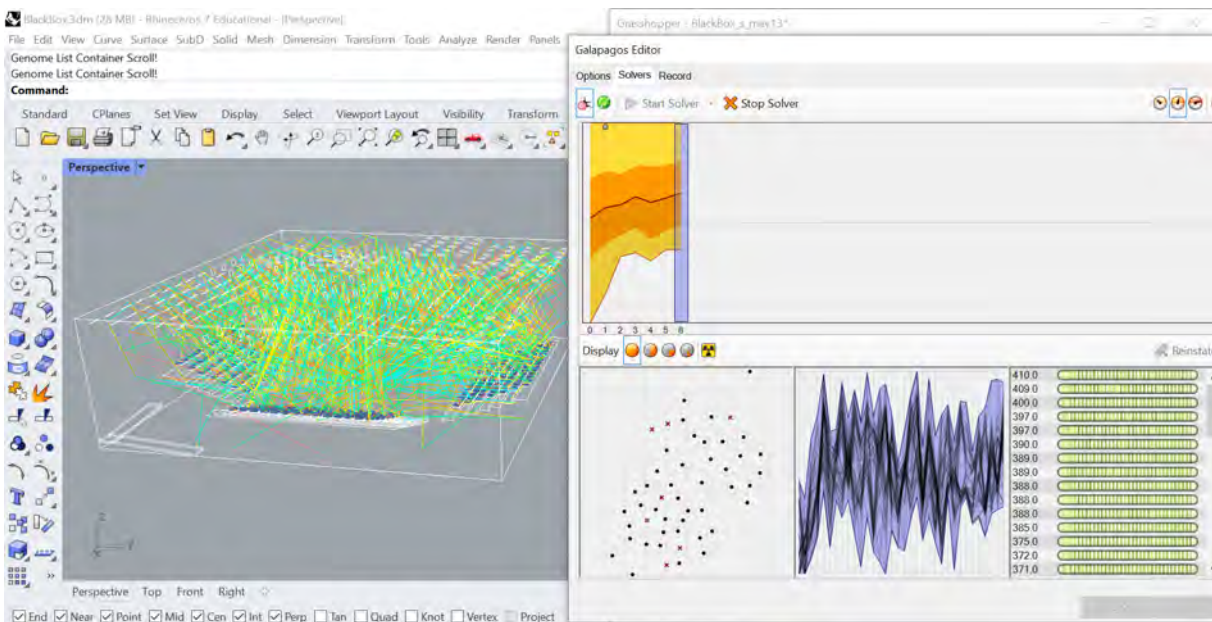 BlackBox.3dm (28 MB) - Rhinoceros 7 Educational - [Perspective]
File Edit View Curve Surface SubD Solid Mesh Dimension Transform Tools Analyze Render Panels
Genome List Container Scroll!
Genome List Container Scroll!
Command:
Standard CPlanes Set View Display Select Viewport Layout Visibility Transform
Perspective
z
x y
Perspective Top Front Right
End Near Point Mid Cen Int Perp Tan Quad Knot Vertex Project
Grasshopper - BlackBox_s_mev13*
Galapagos Editor
Options Solvers Record
Start Solver Stop Solver
0 1 2 3 4 5 6
Display Reinstat
410.0
409.0
400.0
397.0
397.0
390.0
389.0
389.0
388.0
388.0
388.0
385.0
375.0
372.0
371.0